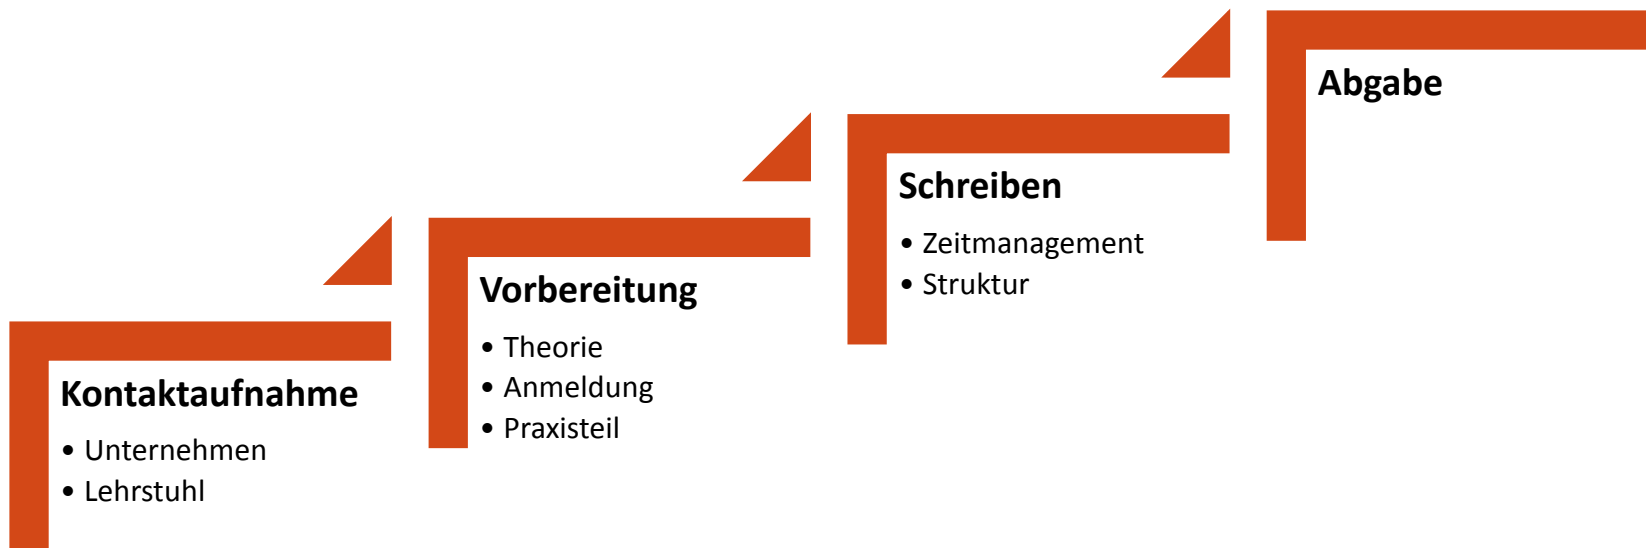 Kontaktaufnahme
• Unternehmen
• Lehrstuhl
Vorbereitung
• Theorie
• Anmeldung
• Praxisteil
Schreiben
• Zeitmanagement
• Struktur
Abgabe